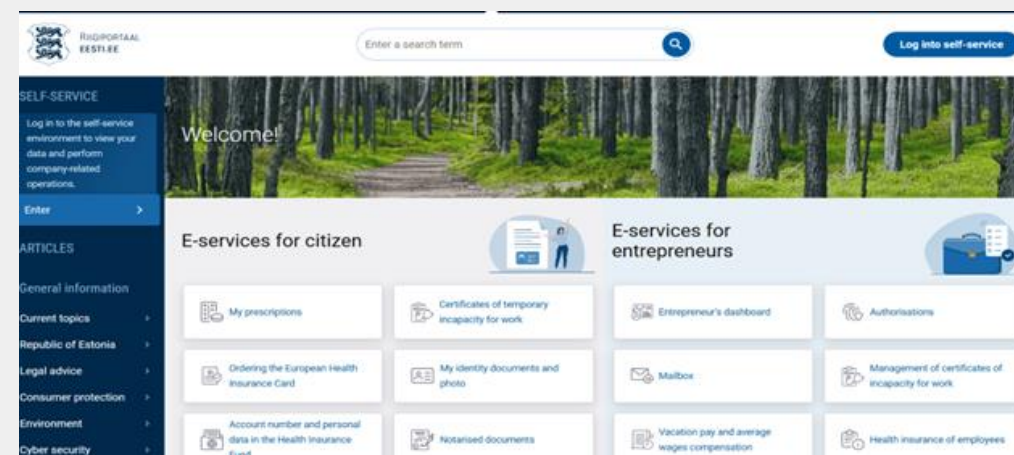 RIIGIPORTAAL
EESTI.EE
Enter a search term
Log into self-service
SELF-SERVICE
Log in to the self-service
environment to view your
data and perform
company-related
operations.
Enter
ARTICLES
General information
Current topics
Republic of Estonia
Legal advice
Consumer protection
Environment
Cyber security
Welcome!
E-services for citizen
My prescriptions
Certificates of temporary
incapacity for work
Ordering the European Health
Insurance Card
My identity documents and
photo
Account number and personal
data in the Health Insurance
Fund
Notarised documents
E-services for
entrepreneurs
Entrepreneur's dashboard
Authorisations
Mailbox
Management of certificates of
incapacity for work
Vacation pay and average
wages compensation
Health insurance of employees